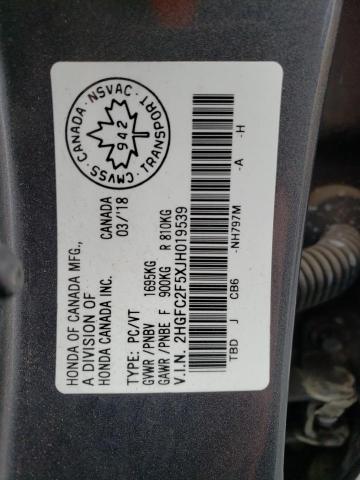 HONDA OF CANADA MFG.,
A DIVISION OF
HONDA CANADA INC.
CANADA
03/'18
TYPE: PC/VT
GVWR /PNBV 1695KG
GAWR /PNBE F 900KG R 810KG
V.I.N. 2HGFC2F5XJH019539
TBD J CB6 -NH797M -A -H
CMVSS·CANADA·NSVAC·TRANSPORT·
942